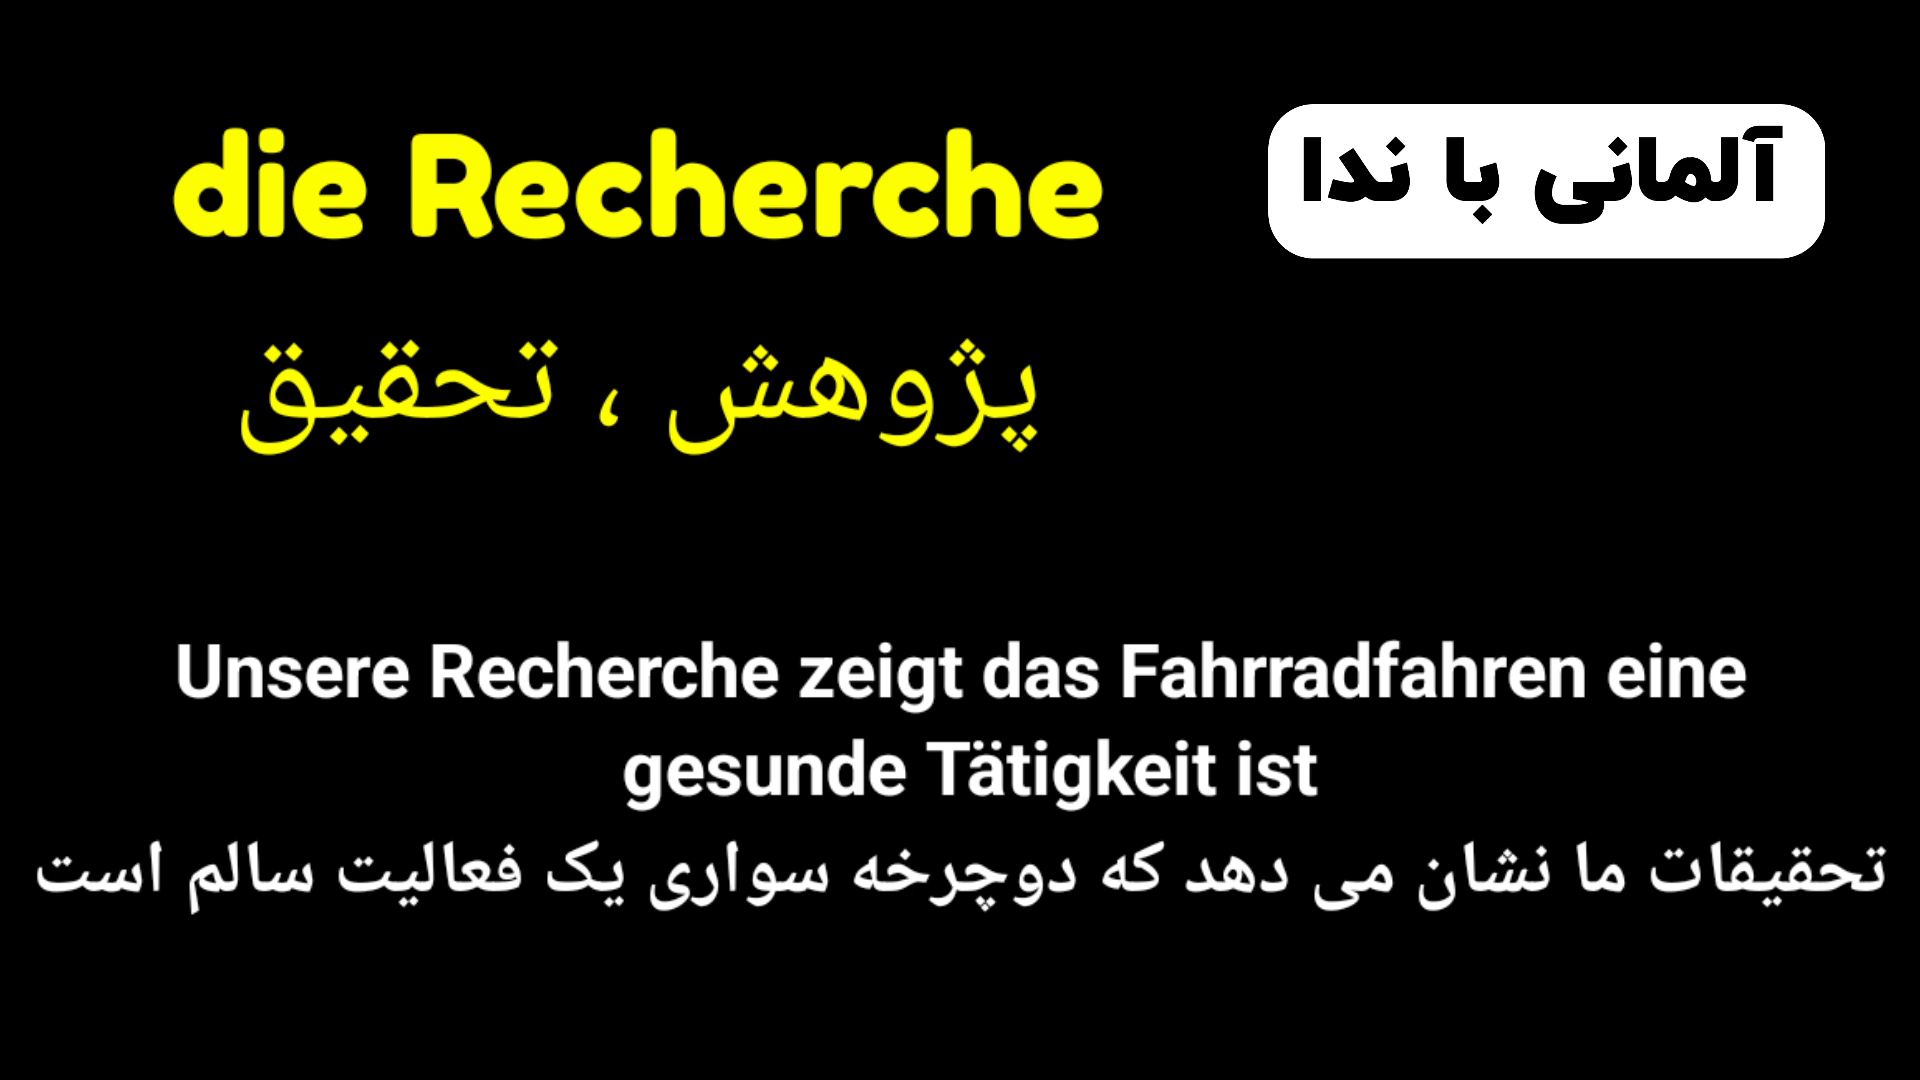 die Recherche
آلمانی با ندا
پژوهش ، تحقیق
Unsere Recherche zeigt das Fahrradfahren eine
gesunde Tätigkeit ist
تحقیقات ما نشان می دهد که دوچرخه سواری یک فعالیت سالم است